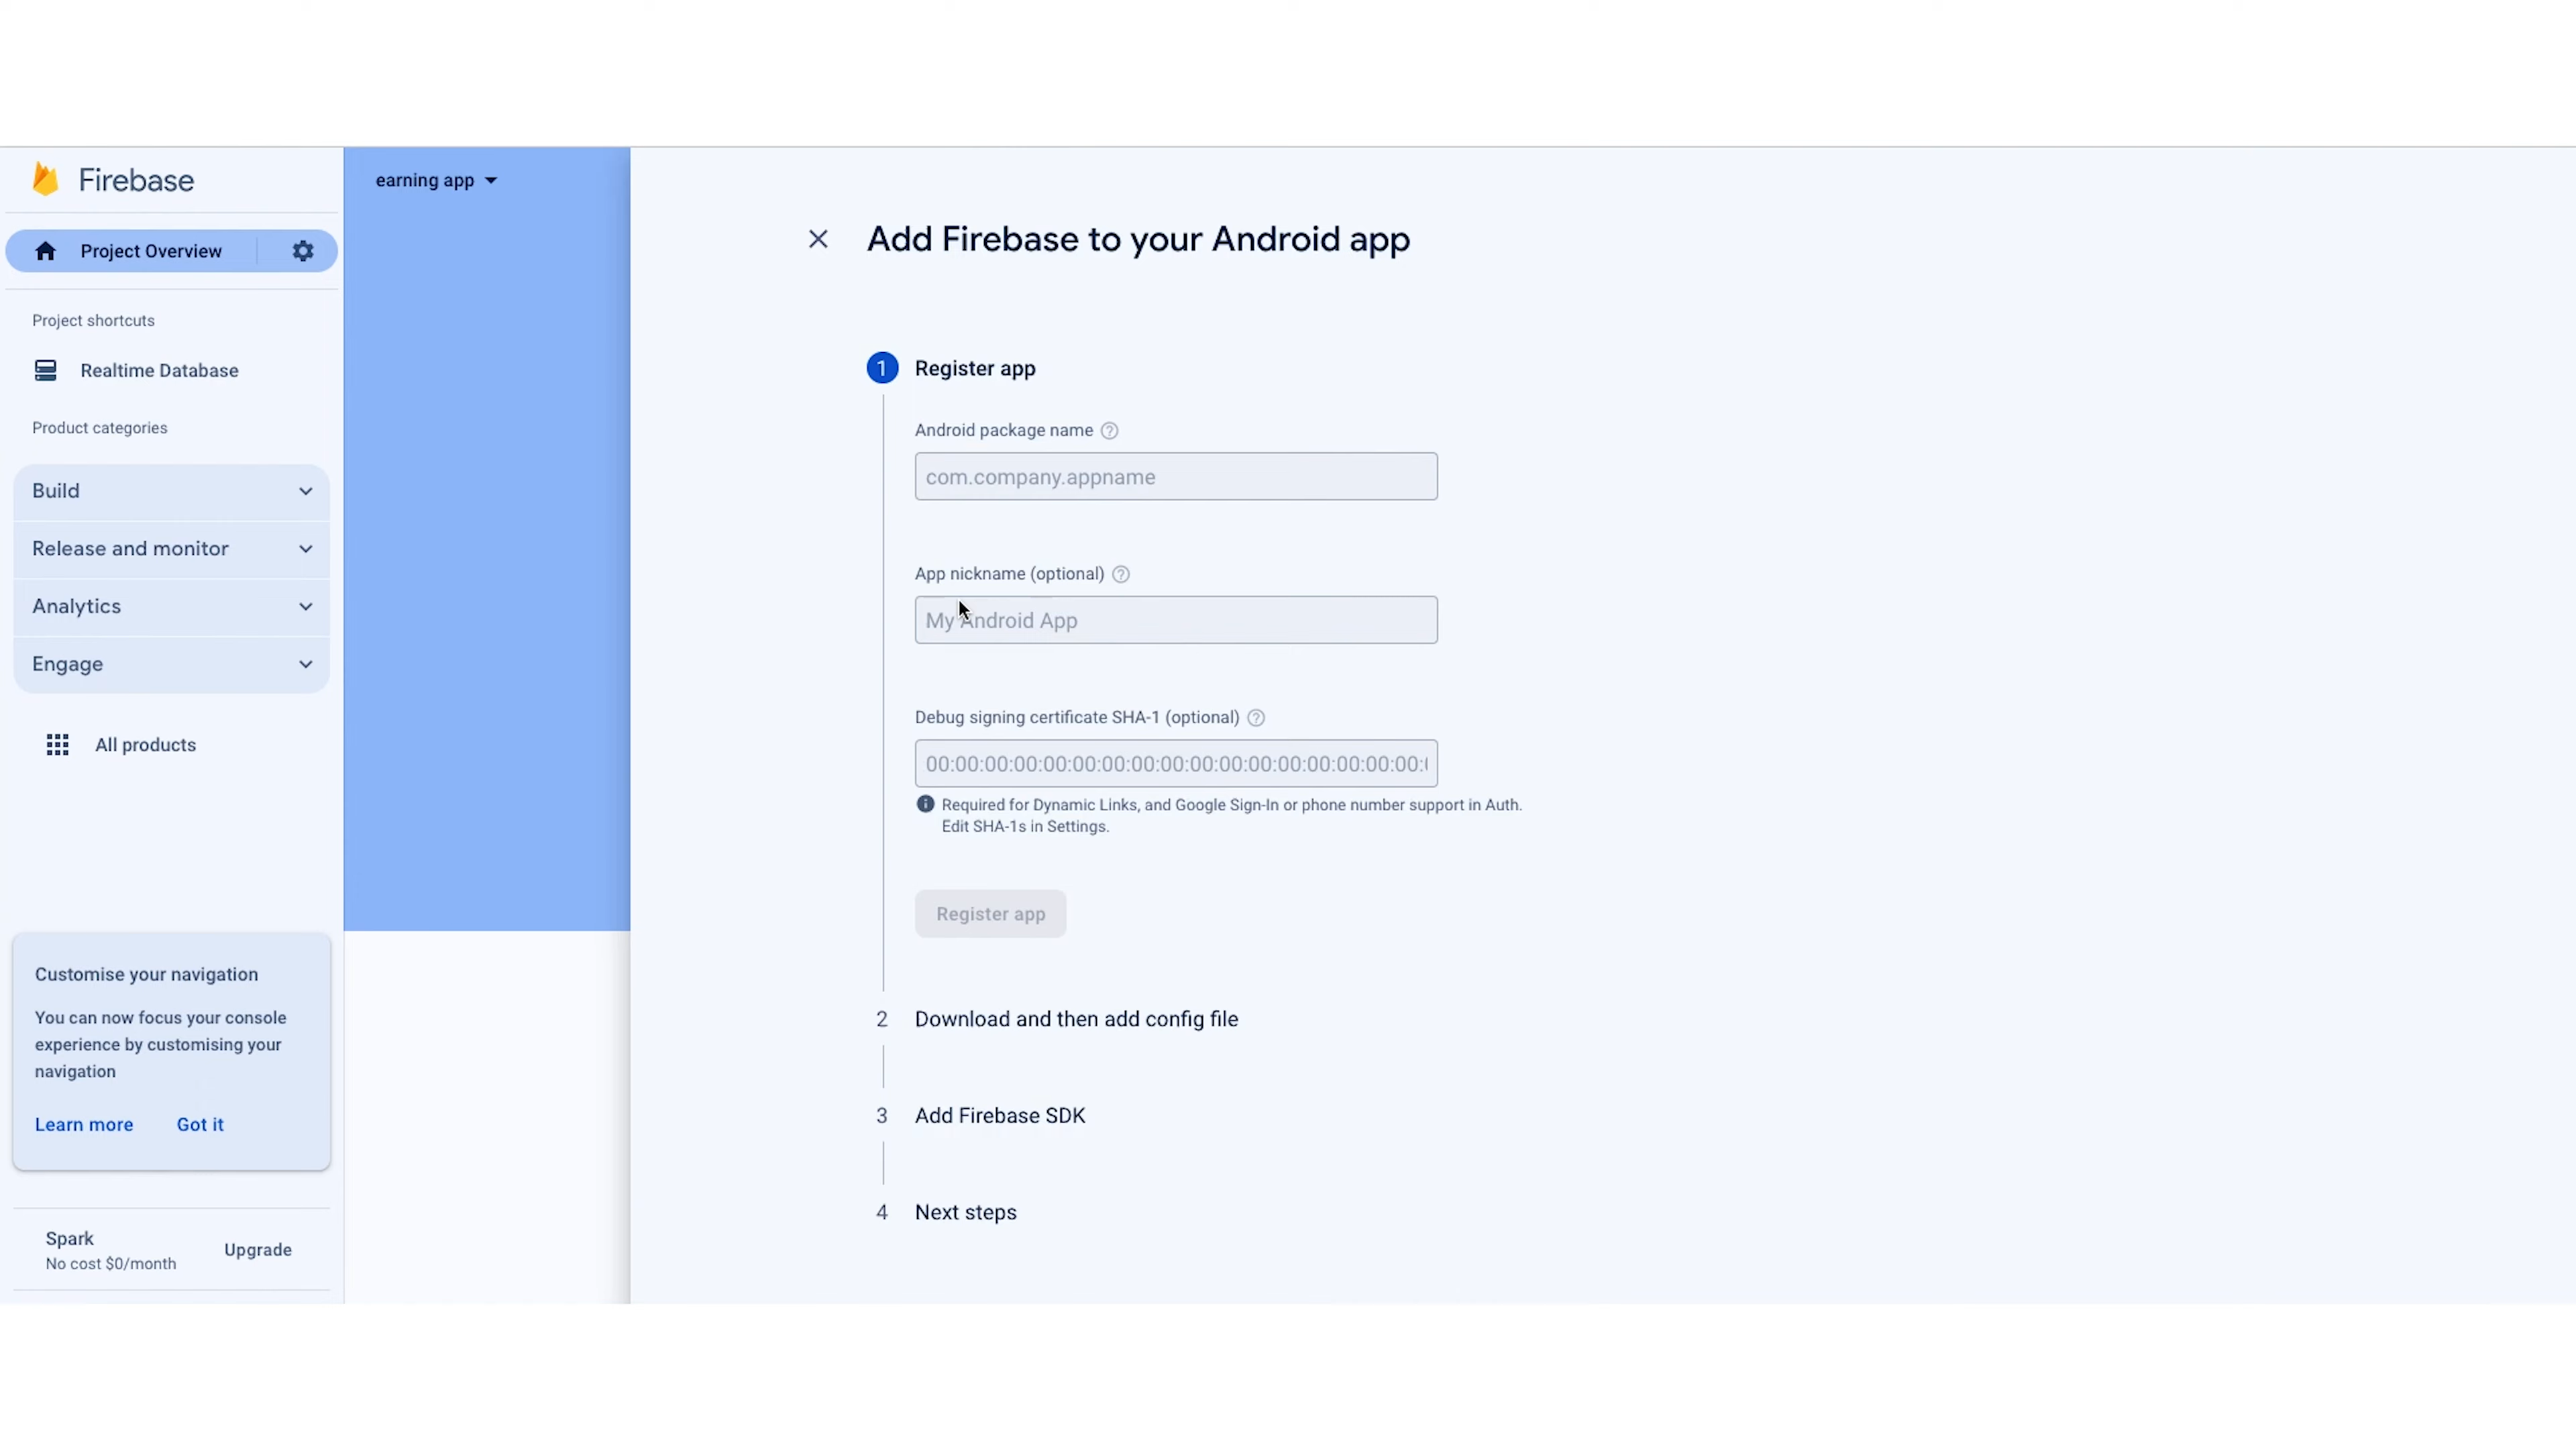 Firebase
Project Overview
Project shortcuts
Realtime Database
Product categories
Build
Release and monitor
Analytics
Engage
All products
Customise your navigation
You can now focus your console
experience by customising your
navigation
Learn more Got it
Spark
No cost $0/month
Upgrade
earning app
Add Firebase to your Android app
1 Register app
Android package name ?
com.company.appname
App nickname (optional) ?
My Android App
Debug signing certificate SHA-1 (optional) ?
00:00:00:00:00:00:00:00:00:00:00:00:00:00:00:00:00:
Required for Dynamic Links, and Google Sign-In or phone number support in Auth.
Edit SHA-1s in Settings.
Register app
2 Download and then add config file
3 Add Firebase SDK
4 Next steps